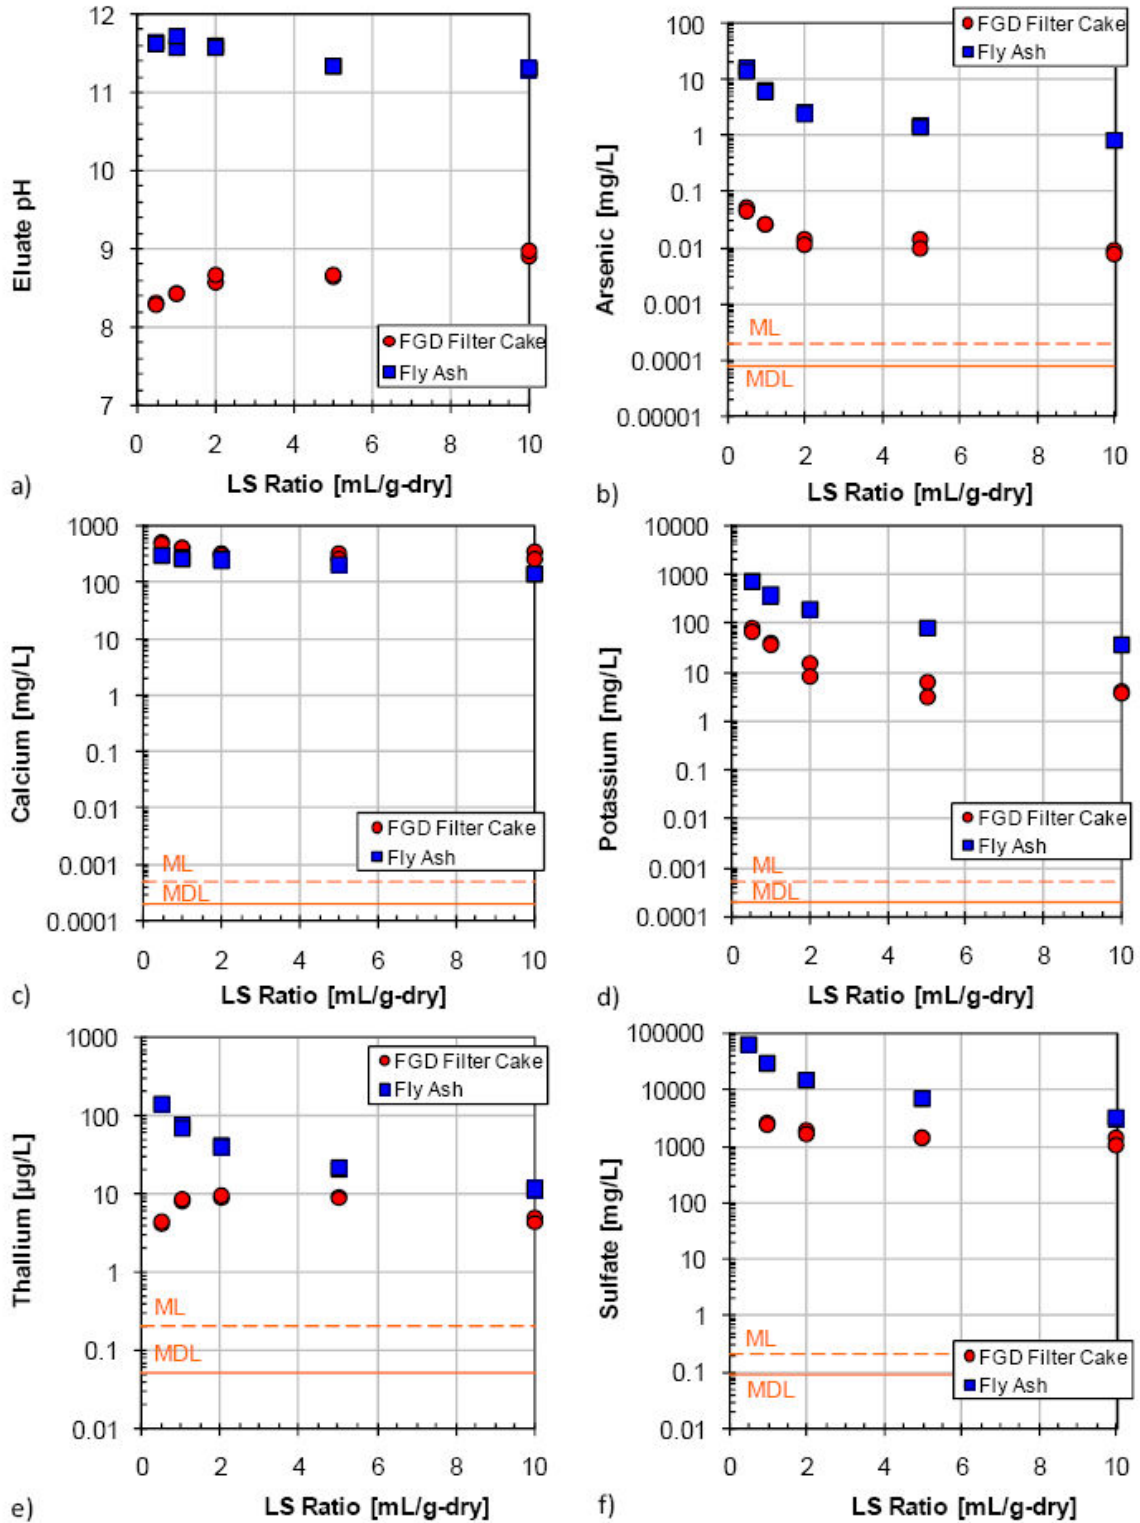 12
11
10
9
8
7
Eluate pH
FGD Filter Cake
Fly Ash
0 2 4 6 8 10
LS Ratio [mL/g-dry]
a)
100
10
1
0.1
0.01
0.001
0.0001
0.00001
Arsenic [mg/L]
FGD Filter Cake
Fly Ash
ML
MDL
0 2 4 6 8 10
LS Ratio [mL/g-dry]
b)
1000
100
10
1
0.1
0.01
0.001
0.0001
Calcium [mg/L]
FGD Filter Cake
Fly Ash
ML
MDL
0 2 4 6 8 10
LS Ratio [mL/g-dry]
c)
10000
1000
100
10
1
0.1
0.01
0.001
0.0001
Potassium [mg/L]
FGD Filter Cake
Fly Ash
ML
MDL
0 2 4 6 8 10
LS Ratio [mL/g-dry]
d)
1000
100
10
1
0.1
0.01
Thallium [µg/L]
FGD Filter Cake
Fly Ash
ML
MDL
0 2 4 6 8 10
LS Ratio [mL/g-dry]
e)
100000
10000
1000
100
10
1
0.1
0.01
Sulfate [mg/L]
ML
MDL
FGD Filter Cake
Fly Ash
0 2 4 6 8 10
LS Ratio [mL/g-dry]
f)